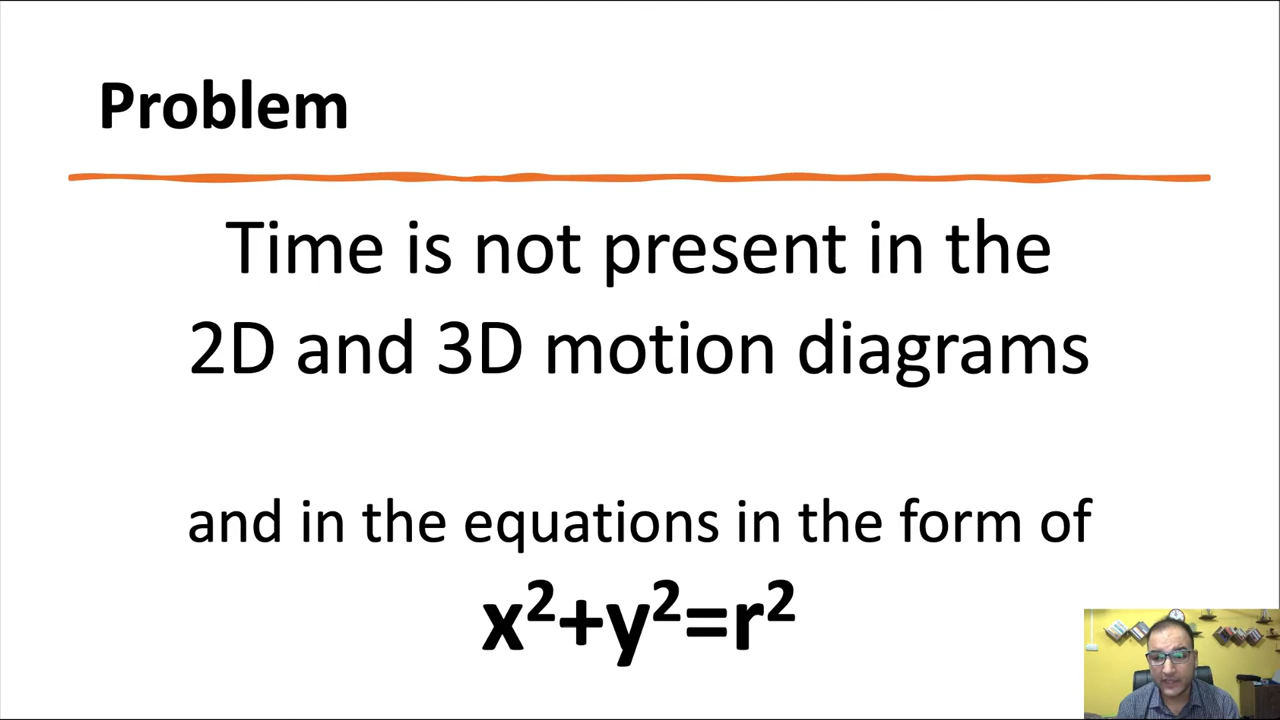 Problem
Time is not present in the
2D and 3D motion diagrams
and in the equations in the form of
x²+y²=r²